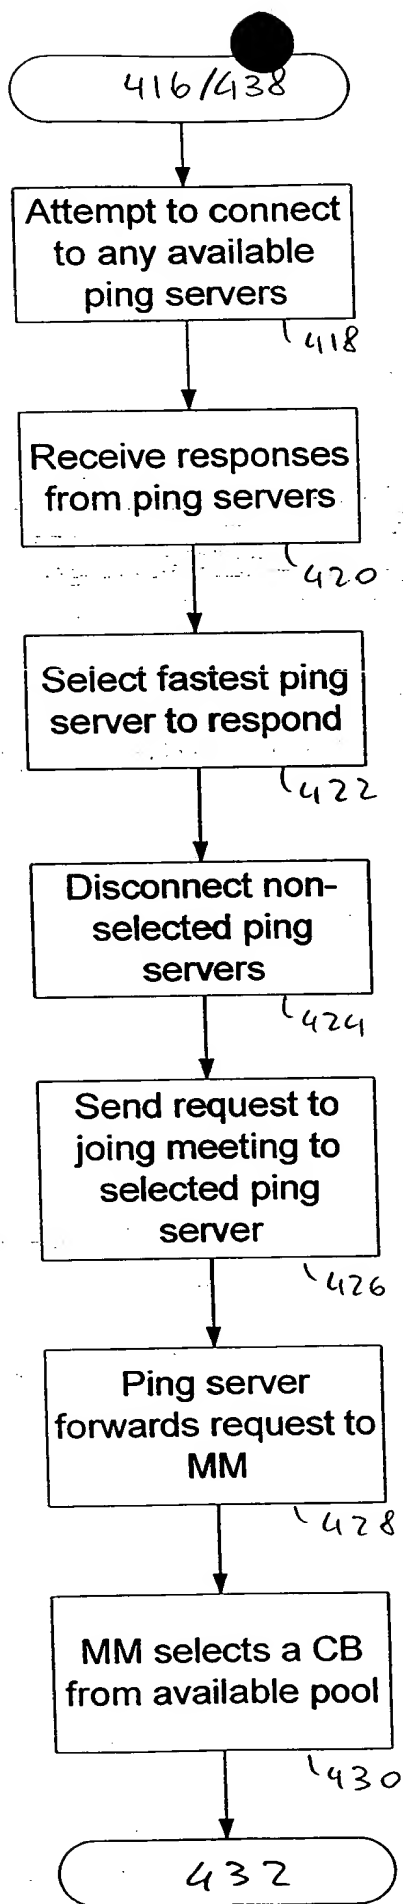 416/438
Attempt to connect
to any available
ping servers
418
Receive responses
from ping servers
420
Select fastest ping
server to respond
422
Disconnect non-
selected ping
servers
424
Send request to
joing meeting to
selected ping
server
426
Ping server
forwards request to
MM
428
MM selects a CB
from available pool
430
432